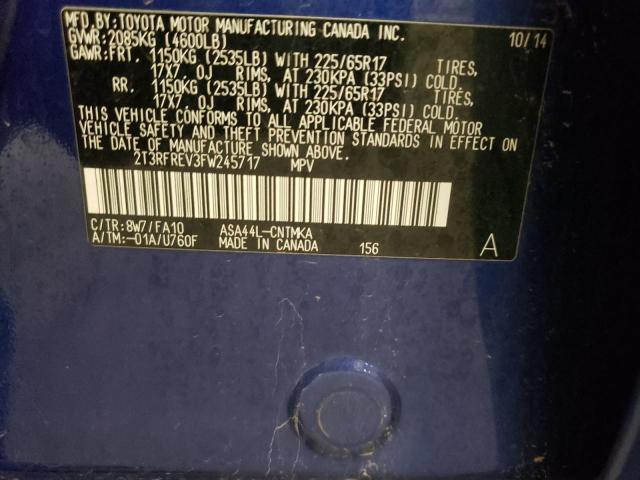 MFD.BY:TOYOTA MOTOR MANUFACTURING CANADA INC.
GVWR:2085KG (4600LB) 10/14
GAWR:FRT. 1150KG (2535LB) WITH 225/65R17 TIRES,
17X7.0J RIMS, AT 230KPA (33PSI) COLD.
RR. 1150KG (2535LB) WITH 225/65R17 TIRES,
17X7.0J RIMS, AT 230KPA (33PSI) COLD.
THIS VEHICLE CONFORMS TO ALL APPLICABLE FEDERAL MOTOR
VEHICLE SAFETY AND THEFT PREVENTION STANDARDS IN EFFECT ON
THE DATE OF MANUFACTURE SHOWN ABOVE.
2T3RFREV3FW245717 MPV
C/TR:8W7/FA10 ASA44L-CNTMKA
A/TM:-01A/U760F MADE IN CANADA 156 A